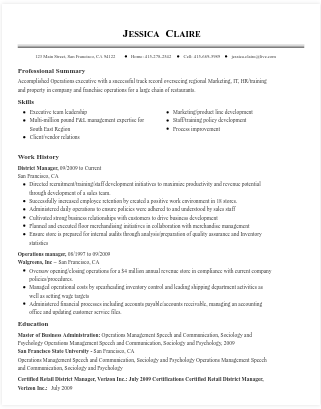 JESSICA CLAIRE
123 Main Street, San Francisco, CA 94122 ● Home: 415.278.2542 ● Cell: 415.605.3989 ● jessica.claire@live.com
Professional Summary
Accomplished Operations executive with a successful track record overseeing regional Marketing, IT, HR/training
and property in company and franchise operations for a large chain of restaurants.
Skills
● Executive team leadership
● Multi-million pound P&L management expertise for
South East Region
● Client/vendor relations
● Marketing/product line development
● Staff/training policy development
● Process improvement
Work History
District Manager, 09/2009 to Current
San Francisco, CA
● Directed recruitment/training/staff development initiatives to maximize productivity and revenue potential
through development of a sales team.
● Successfully increased employee retention by created a positive work environment in 18 stores.
● Administered daily operations to ensure policies were adhered to and understood by sales staff
● Cultivated strong business relationships with customers to drive business development
● Planned and executed floor merchandising initiatives in collaboration with merchandise management
● Ensure store is prepared for internal audits through analysis/preparation of quality assurance and Inventory
statistics
Operations manager, 08/1997 to 09/2009
Walgreens, Inc – San Francisco, CA
● Oversaw opening/closing operations for a $4 million annual revenue store in compliance with current company
policies/procedures.
● Managed operational costs by spearheading inventory control and leading shipping department activities as
well as setting wage targets
● Administered financial processes including accounts payable/accounts receivable, managing an accounting
office and updating customer service files.
Education
Master of Business Administration: Operations Management Speech and Communication, Sociology and
Psychology Operations Management Speech and Communication, Sociology and Psychology, 2009
San Francisco State University - San Francisco, CA
Operations Management Speech and Communication, Sociology and Psychology Operations Management Speech
and Communication, Sociology and Psychology
Certified Retail District Manager, Verizon Inc.: July 2009 Certifications Certified Retail District Manager,
Verizon Inc.: July 2009